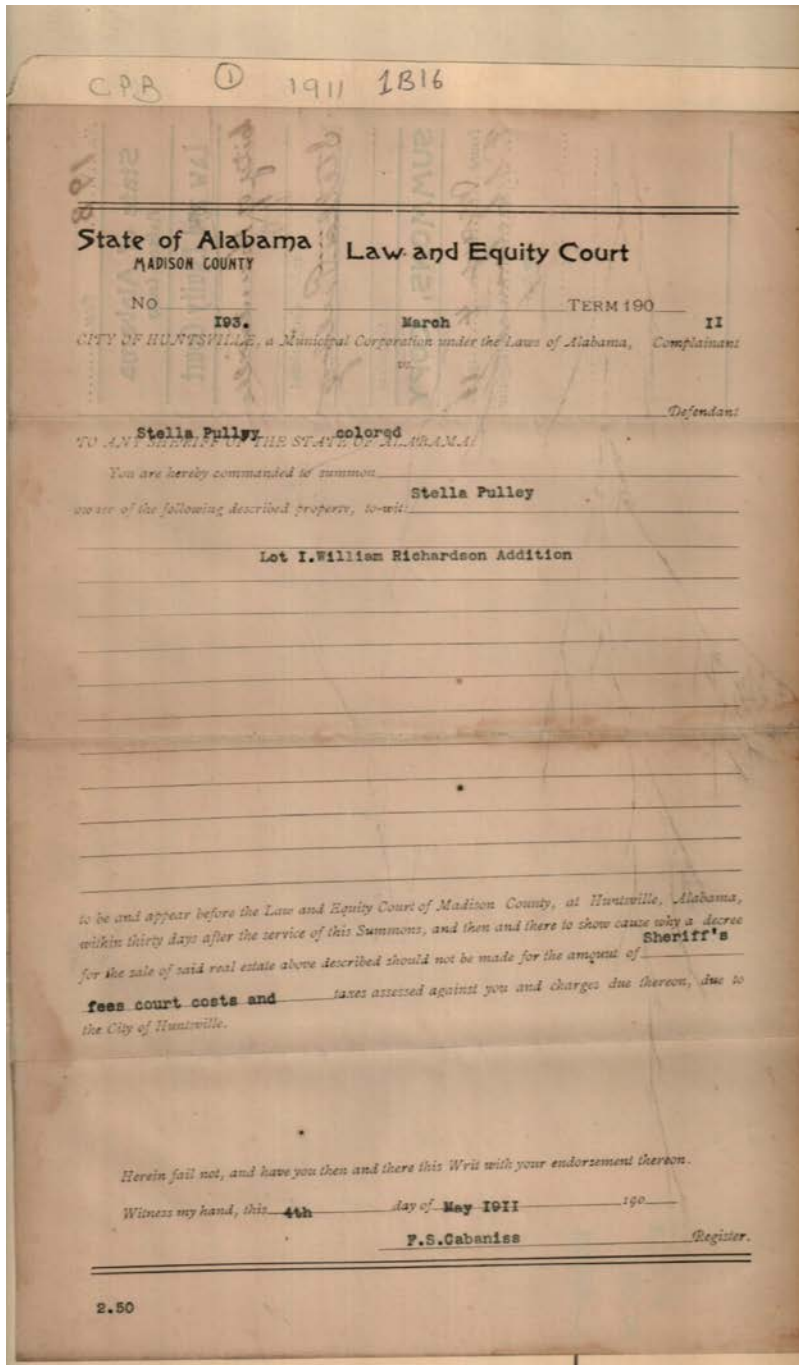 CPB ① 1911 1B16
State of Alabama
MADISON COUNTY
Law and Equity Court
No I93. March TERM 190 II
CITY OF HUNTSVILLE, a Municipal Corporation under the Laws of Alabama, Complainant
vs.
Stella Pulley colored Defendant
TO ANY SHERIFF OF THE STATE OF ALABAMA:
You are hereby commanded to summon Stella Pulley
owner of the following described property, to-wit:
Lot I.William Richardson Addition
to be and appear before the Law and Equity Court of Madison County, at Huntsville, Alabama,
within thirty days after the service of this Summons, and then and there to show cause why a decree
for the sale of said real estate above described should not be made for the amount of Sheriff's
fees court costs and taxes assessed against you and charges due thereon, due to
the City of Huntsville.
Herein fail not, and have you then and there this Writ with your endorsement thereon.
Witness my hand, this 4th day of May I9II 190
F.S.Cabaniss Register.
2.50